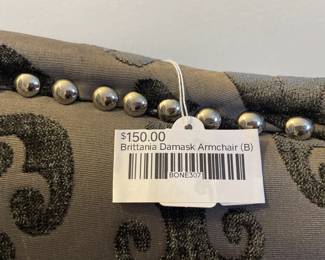 $150.00
Brittania Damask Armchair (B)
BONE307